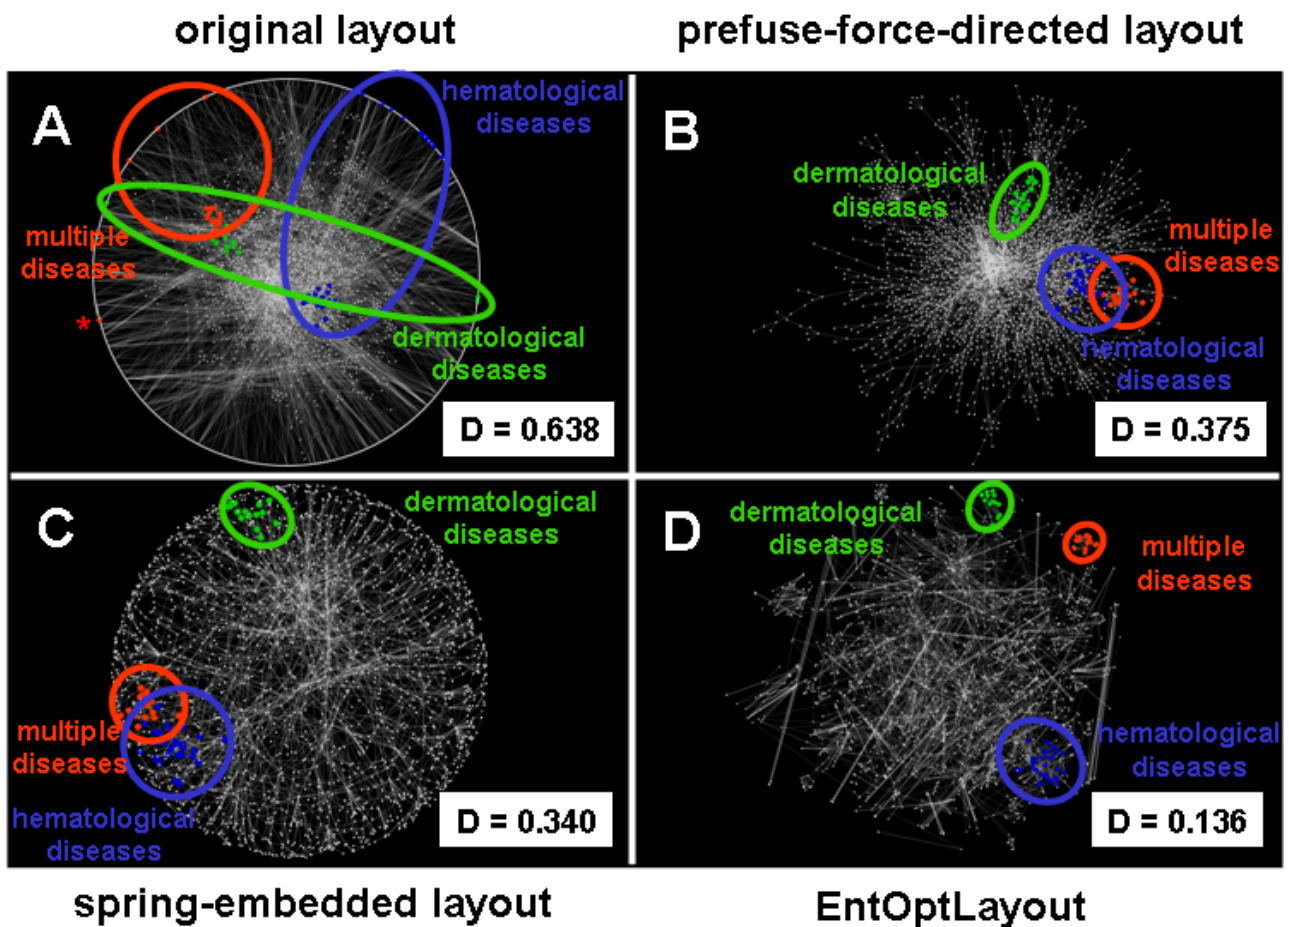 original layout
prefuse-force-directed layout
A
hematological
diseases
multiple
diseases
*
dermatological
diseases
D = 0.638
B
dermatological
diseases
multiple
diseases
hematological
diseases
D = 0.375
C
dermatological
diseases
multiple
diseases
hematological
diseases
D = 0.340
D
dermatological
diseases
multiple
diseases
hematological
diseases
D = 0.136
spring-embedded layout
EntOptLayout